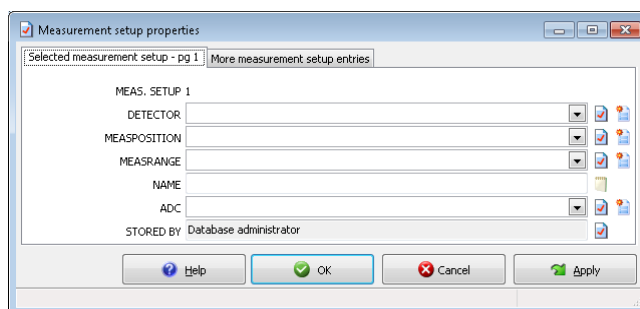 Measurement setup properties
Selected measurement setup - pg 1 More measurement setup entries
MEAS. SETUP 1
DETECTOR
MEASPOSITION
MEASRANGE
NAME
ADC
STORED BY Database administrator
Help OK Cancel Apply